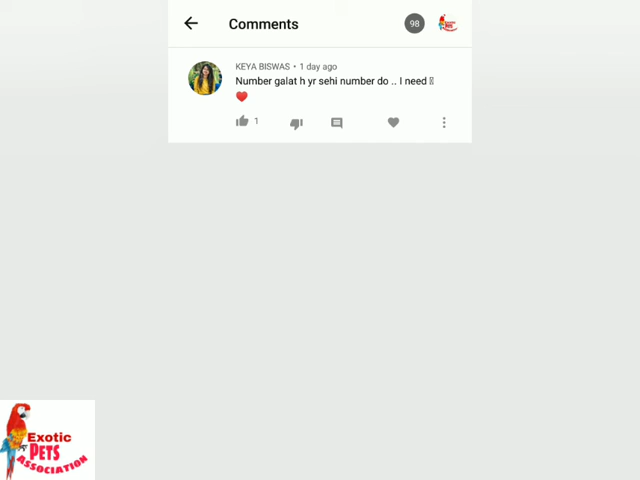 Comments
98
KEYA BISWAS • 1 day ago
Number galat h yr sehi number do .. I need
1
Exotic
PETS
ASSOCIATION